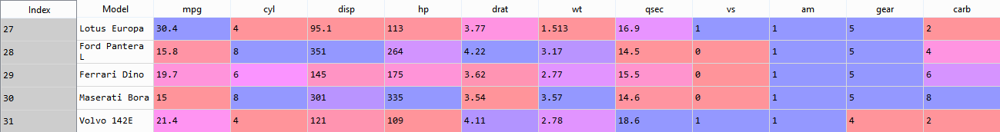 Index Model mpg cyl disp hp drat wt qsec vs am gear carb
27 Lotus Europa 30.4 4 95.1 113 3.77 1.513 16.9 1 1 5 2
28 Ford Pantera L 15.8 8 351 264 4.22 3.17 14.5 0 1 5 4
29 Ferrari Dino 19.7 6 145 175 3.62 2.77 15.5 0 1 5 6
30 Maserati Bora 15 8 301 335 3.54 3.57 14.6 0 1 5 8
31 Volvo 142E 21.4 4 121 109 4.11 2.78 18.6 1 1 4 2